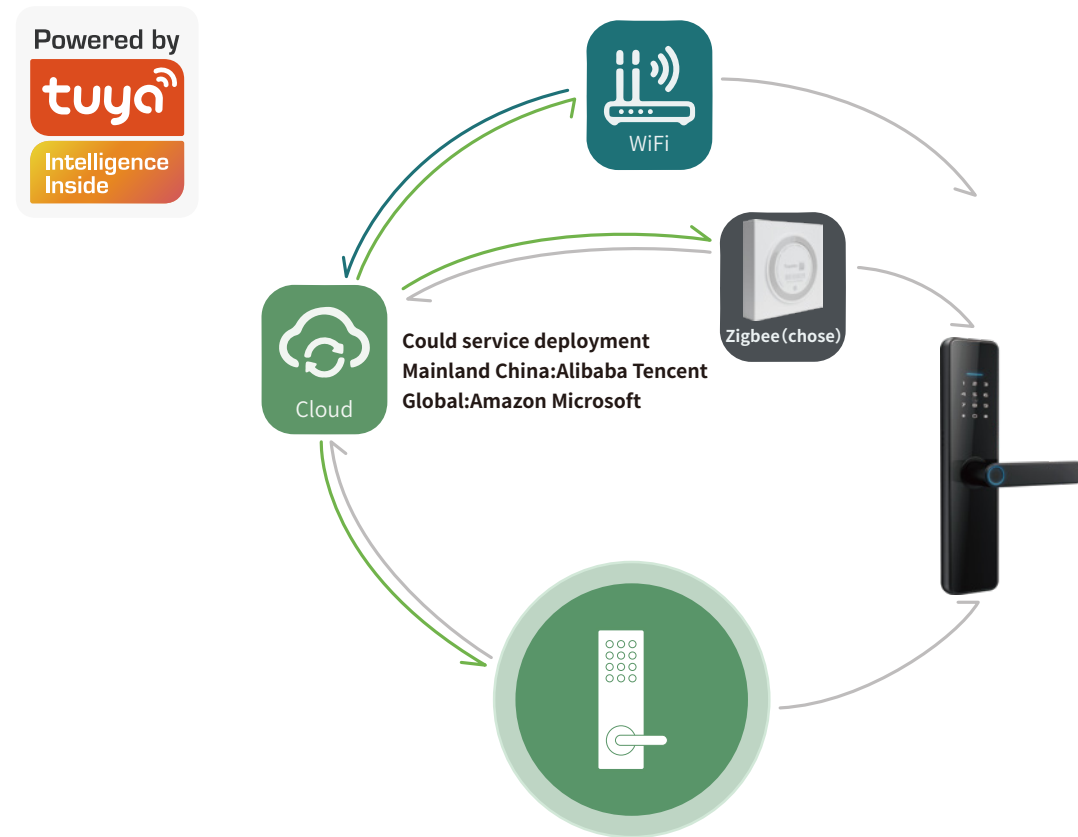 Powered by
tuya
Intelligence
Inside
WiFi
Zigbee(chose)
Cloud
Could service deployment
Mainland China:Alibaba Tencent
Global:Amazon Microsoft